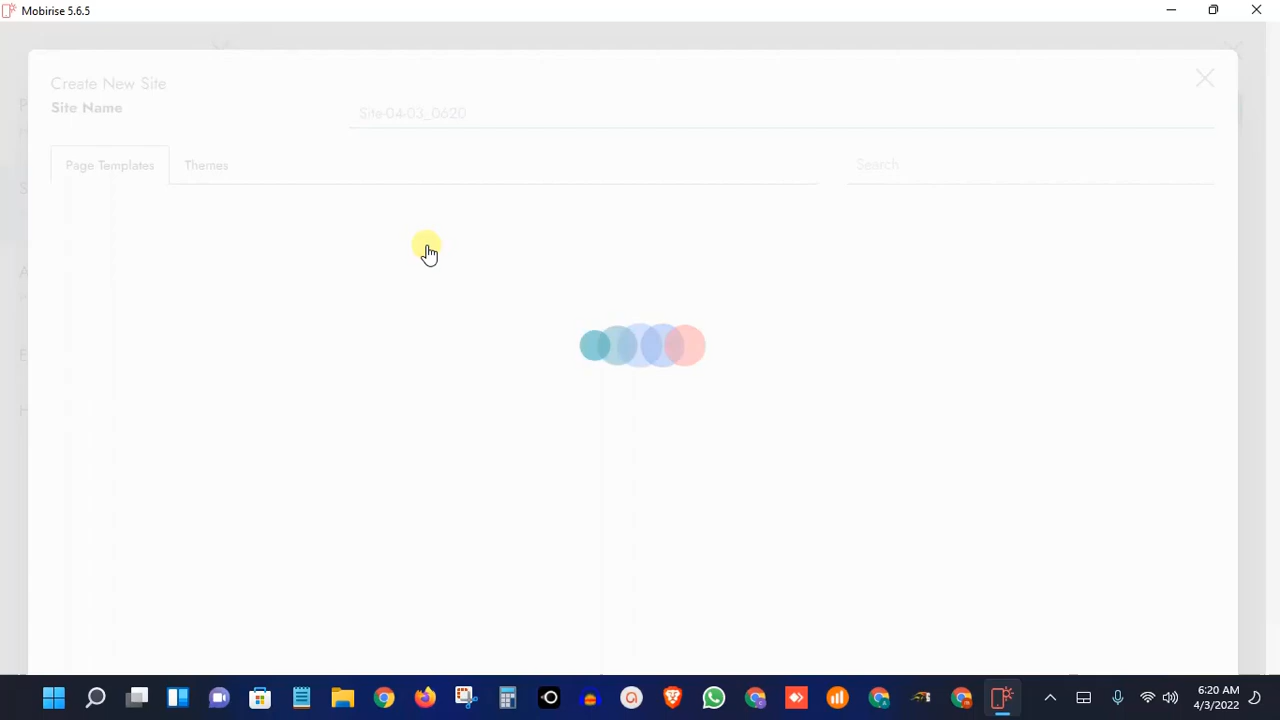 Mobirise 5.6.5
Create New Site
Site Name
Site-04-03_0620
Page Templates
Themes
Search
6:20 AM
4/3/2022